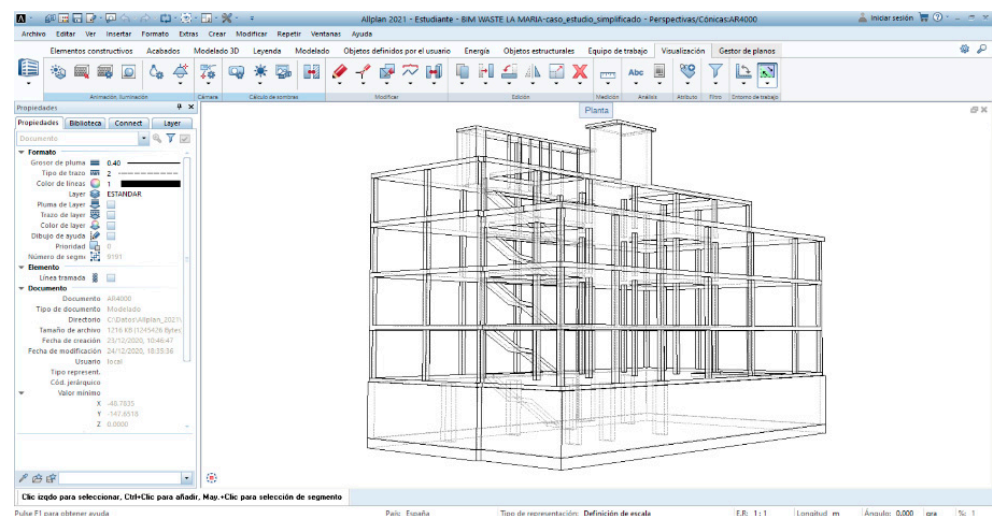 Allplan 2021 - Estudiante - BIM WASTE LA MARIA-caso_estudio_simplificado - Perspectivas/Cónicas:AR4000
Iniciar sesión
Archivo Editar Ver Insertar Formato Extras Crear Modificar Repetir Ventanas Ayuda
Elementos constructivos Acabados Modelado 3D Leyenda Modelado Objetos definidos por el usuario Energía Objetos estructurales Equipo de trabajo Visualización Gestor de planos
Abc
Animación, iluminación Cámara Cálculo de sombras Modificar Edición Medición Análisis Atributo Filtro Entorno de trabajo
Propiedades
Propiedades Biblioteca Connect Layer
Documento
Planta
Formato
Grosor de pluma 0.40
Tipo de trazo 2
Color de líneas 1
Layer ESTANDAR
Pluma de Layer
Trazo de layer
Color de layer
Dibujo de ayuda
Prioridad 0
Número de segm 9191
Elemento
Línea tramada
Documento
Documento AR4000
Tipo de documento Modelado
Directorio C:\Datos\Allplan_2021\
Tamaño de archivo 1216 KB (1245426 Bytes
Fecha de creación 23/12/2020, 10:46:47
Fecha de modificación 24/12/2020, 18:35:36
Usuario local
Tipo represent.
Cód. jerárquico
Valor mínimo
X -48.7835
Y -147.6518
Z 0.0000
Clic izqdo para seleccionar, Ctrl+Clic para añadir, May.+Clic para selección de segmento
Pulse F1 para obtener ayuda País: España Tipo de representación: Definición de escala E.R: 1:1 Longitud m Ángulo: 0.000 gra %: 1